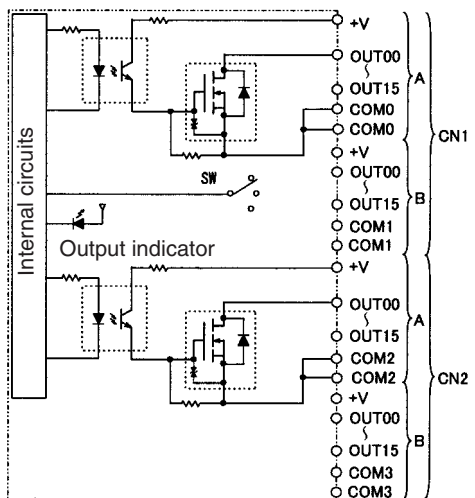 Internal circuits
+V
OUT00
OUT15
COM0
COM0
A
CN1
+V
OUT00
OUT15
COM1
COM1
B
SW
Output indicator
+V
OUT00
OUT15
COM2
COM2
A
CN2
+V
OUT00
OUT15
COM3
COM3
B